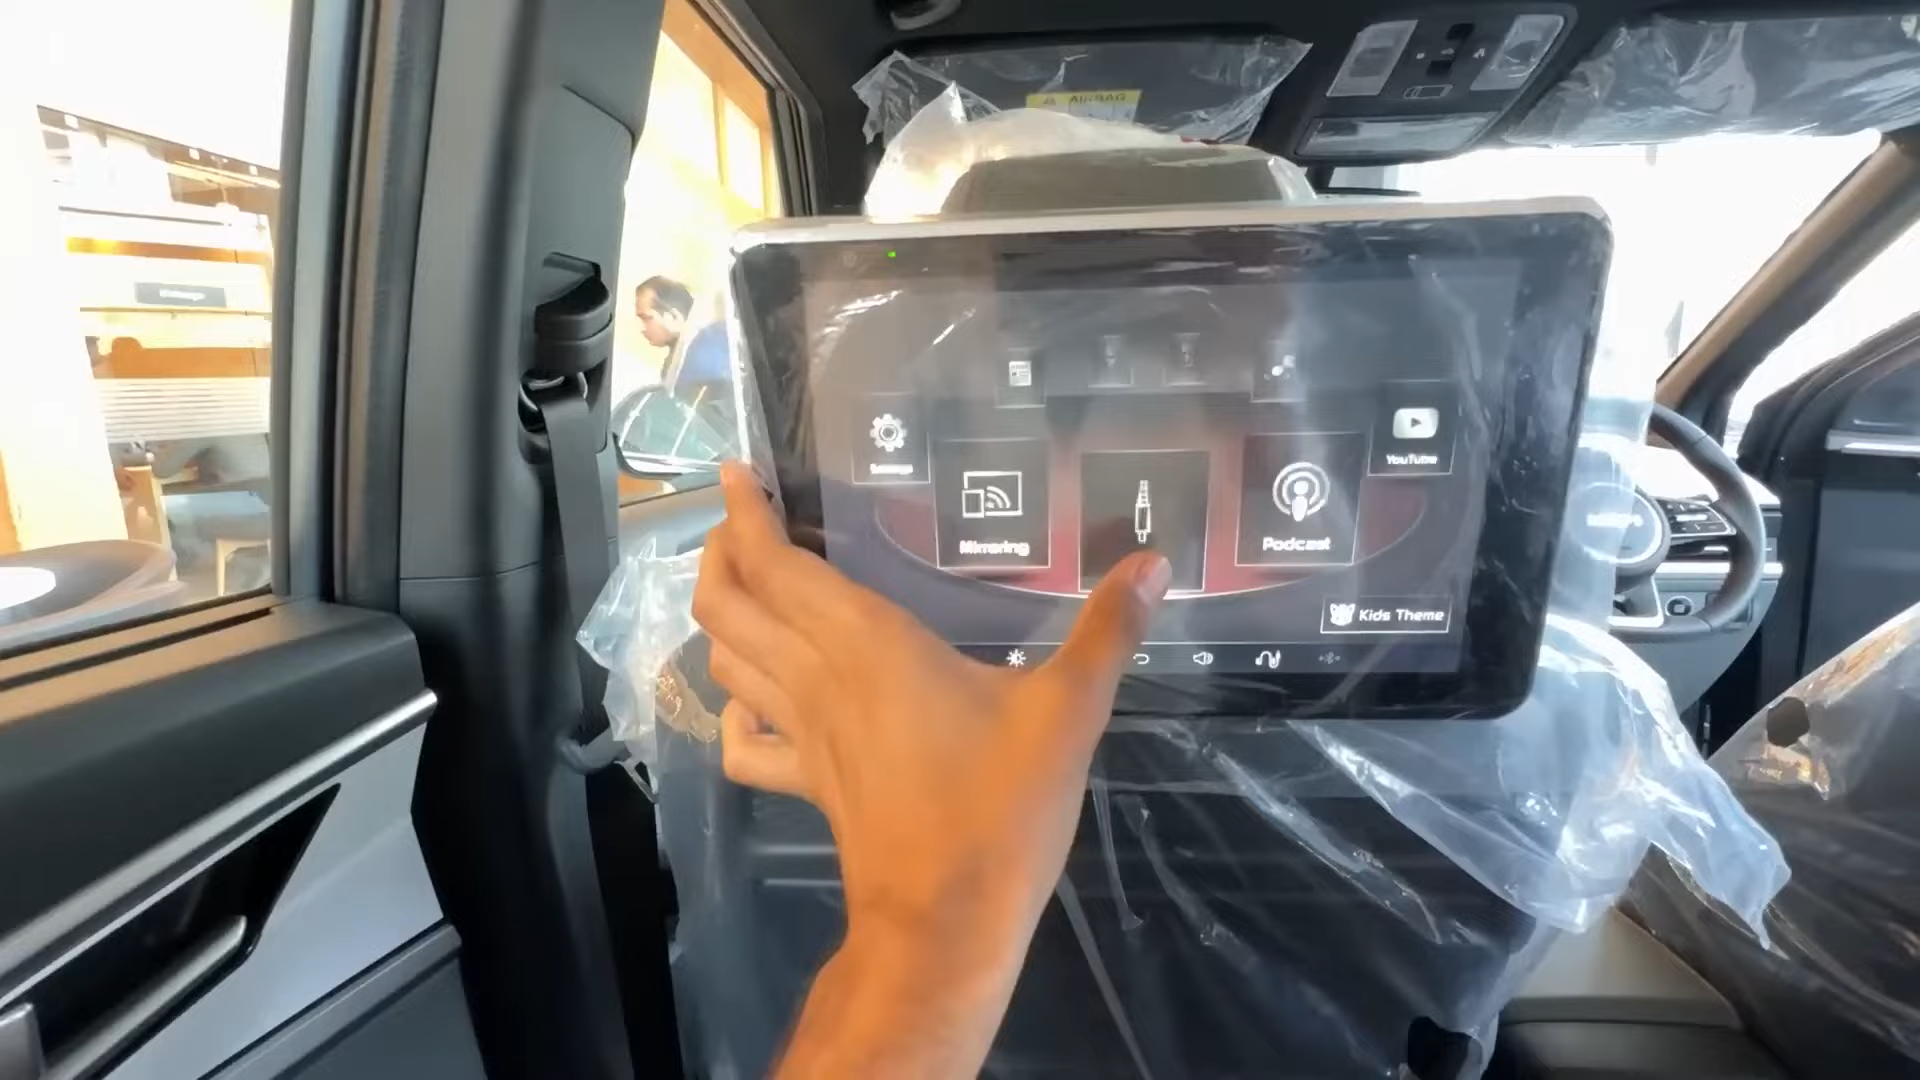 AIRBAG
Settings
YouTube
Mirroring
Podcast
Kids Theme